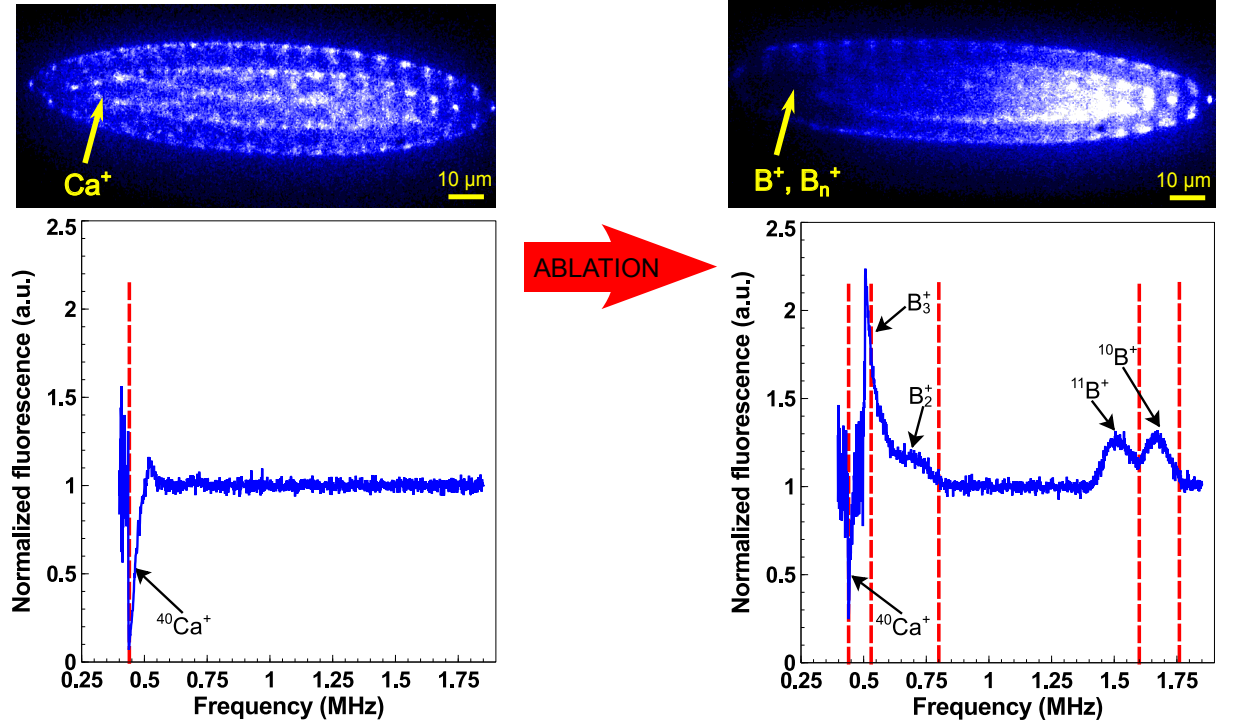 Ca⁺
10 µm
B⁺, Bₙ⁺
10 µm
ABLATION
Normalized fluorescence (a.u.)
2.5
2
1.5
1
0.5
0
⁴⁰Ca⁺
0.25 0.5 0.75 1 1.25 1.5 1.75
Frequency (MHz)
Normalized fluorescence (a.u.)
2.5
2
1.5
1
0.5
0
B₃⁺
B₂⁺
¹¹B⁺
¹⁰B⁺
⁴⁰Ca⁺
0.25 0.5 0.75 1 1.25 1.5 1.75
Frequency (MHz)